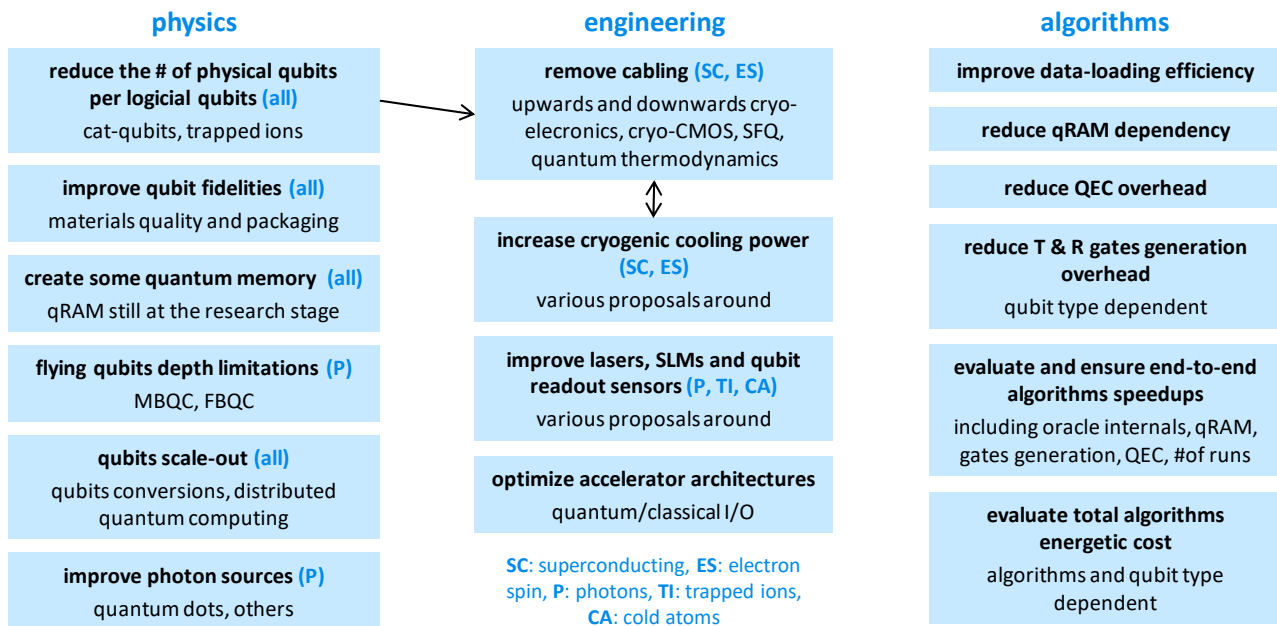 physics
reduce the # of physical qubits
per logicial qubits (all)
cat-qubits, trapped ions
improve qubit fidelities (all)
materials quality and packaging
create some quantum memory (all)
qRAM still at the research stage
flying qubits depth limitations (P)
MBQC, FBQC
qubits scale-out (all)
qubits conversions, distributed
quantum computing
improve photon sources (P)
quantum dots, others
engineering
remove cabling (SC, ES)
upwards and downwards cryo-
elecronics, cryo-CMOS, SFQ,
quantum thermodynamics
increase cryogenic cooling power
(SC, ES)
various proposals around
improve lasers, SLMs and qubit
readout sensors (P, TI, CA)
various proposals around
optimize accelerator architectures
quantum/classical I/O
SC: superconducting, ES: electron
spin, P: photons, TI: trapped ions,
CA: cold atoms
algorithms
improve data-loading efficiency
reduce qRAM dependency
reduce QEC overhead
reduce T & R gates generation
overhead
qubit type dependent
evaluate and ensure end-to-end
algorithms speedups
including oracle internals, qRAM,
gates generation, QEC, #of runs
evaluate total algorithms
energetic cost
algorithms and qubit type
dependent